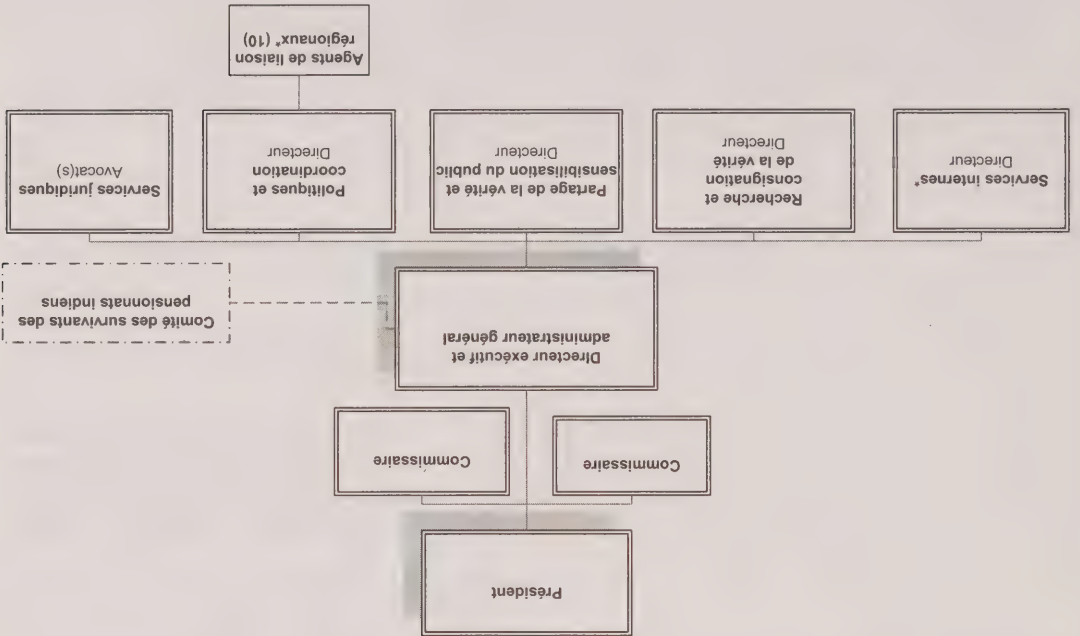 Président
Commissaire
Commissaire
DIrecteur exécutif et
administrateur général
Comité des survivants des
pensionnats indiens
Services internes*
Directeur
Recherche et
consignation
de la vérité
Directeur
Partage de la vérité et
sensibilisation du public
Directeur
Politiques et
coordination
Directeur
Services juridiques
Avocat(s)
Agents de liaison
régionaux* (10)